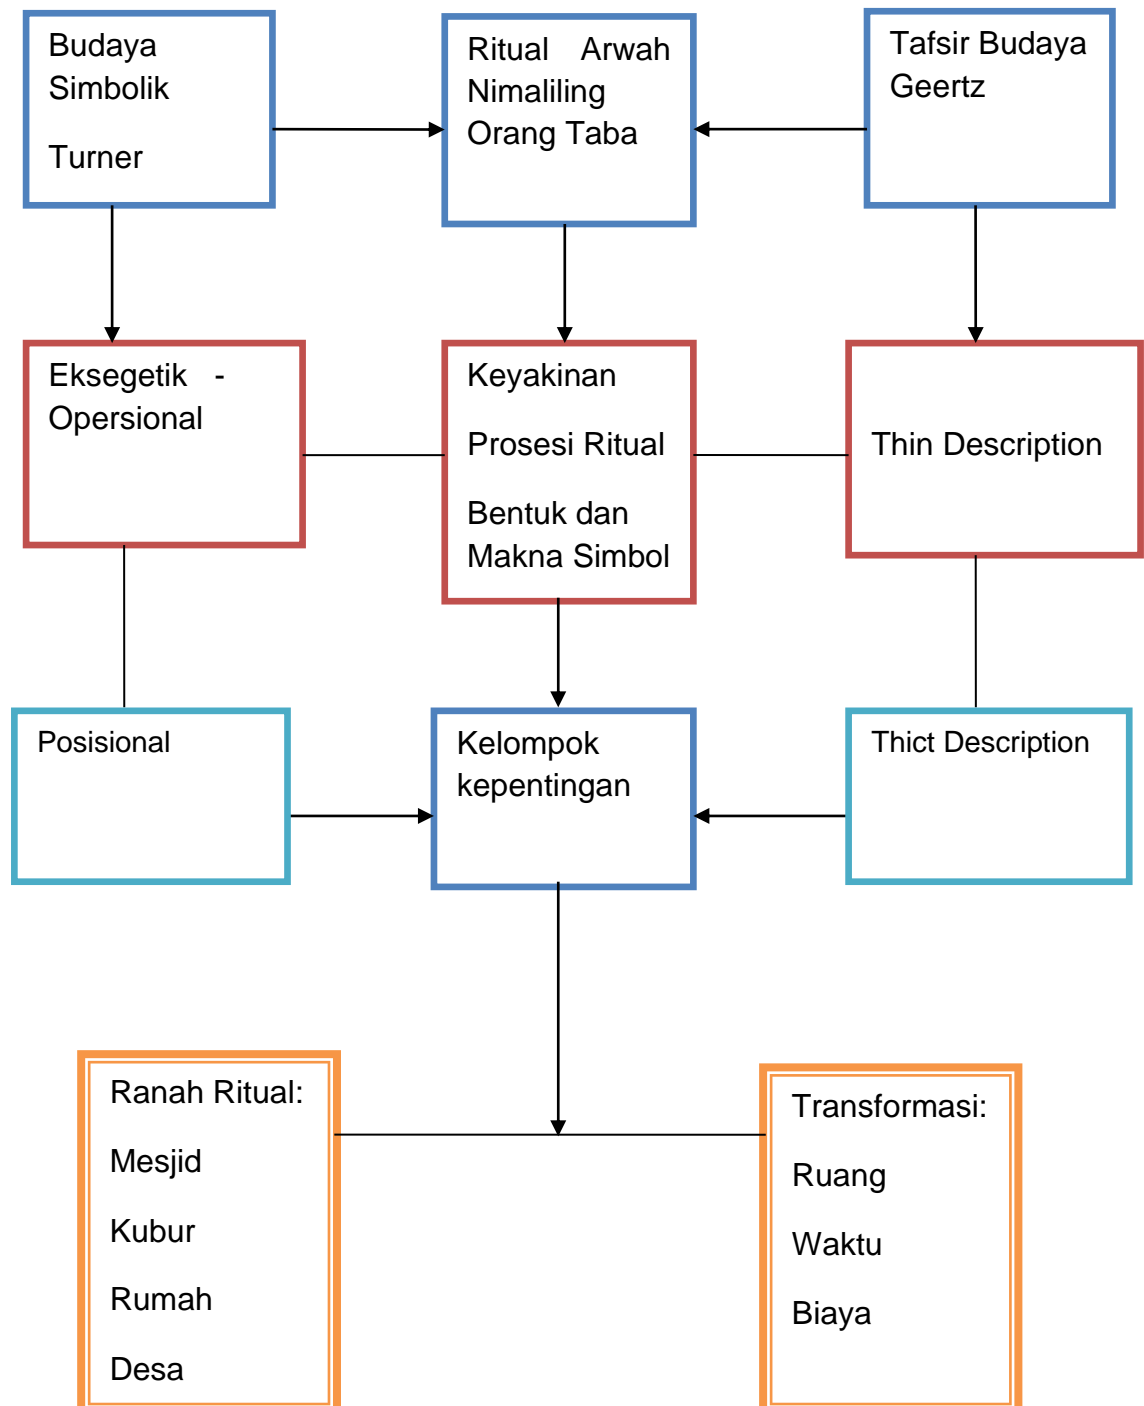 Budaya
Simbolik
Turner
Ritual Arwah
Nimaliling
Orang Taba
Tafsir Budaya
Geertz
Eksegetik -
Opersional
Keyakinan
Prosesi Ritual
Bentuk dan
Makna Simbol
Thin Description
Posisional
Kelompok
kepentingan
Thict Description
Ranah Ritual:
Mesjid
Kubur
Rumah
Desa
Transformasi:
Ruang
Waktu
Biaya